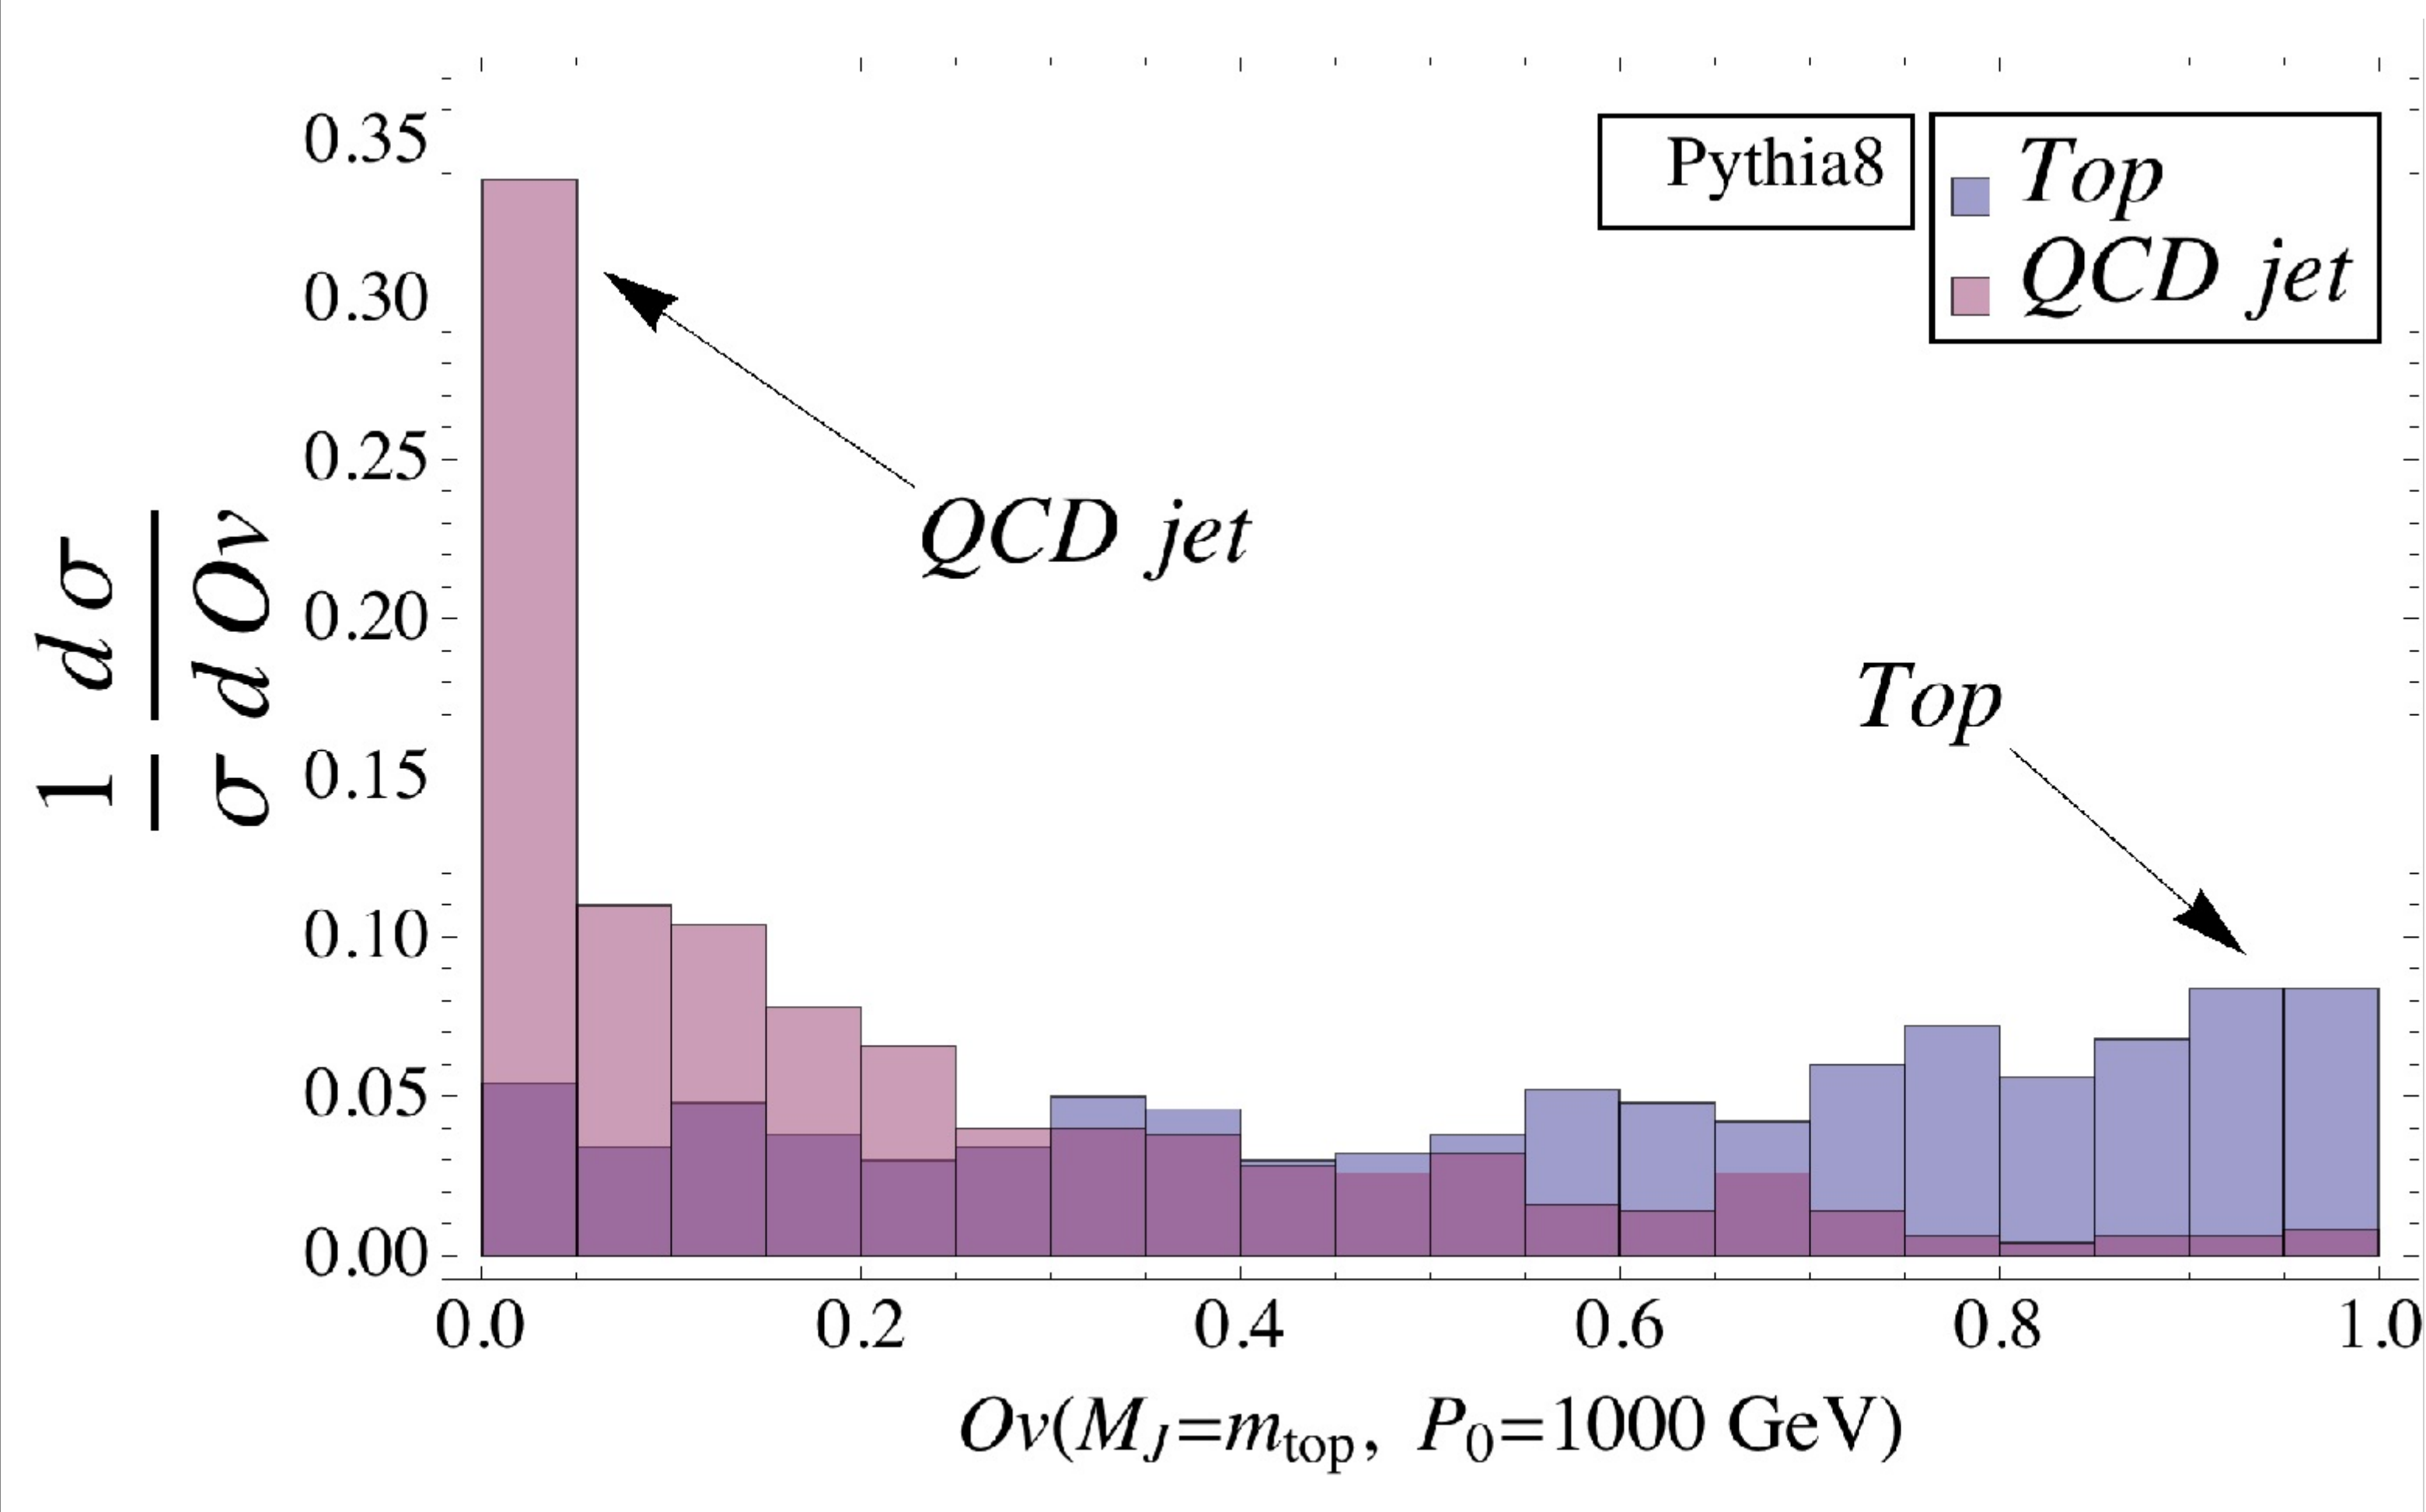 Pythia8
Top
QCD jet
QCD jet
Top
1 dσ
σ d Ov
0.35
0.30
0.25
0.20
0.15
0.10
0.05
0.00
0.0 0.2 0.4 0.6 0.8 1.0
Ov(M_J=m_top, P_0=1000 GeV)